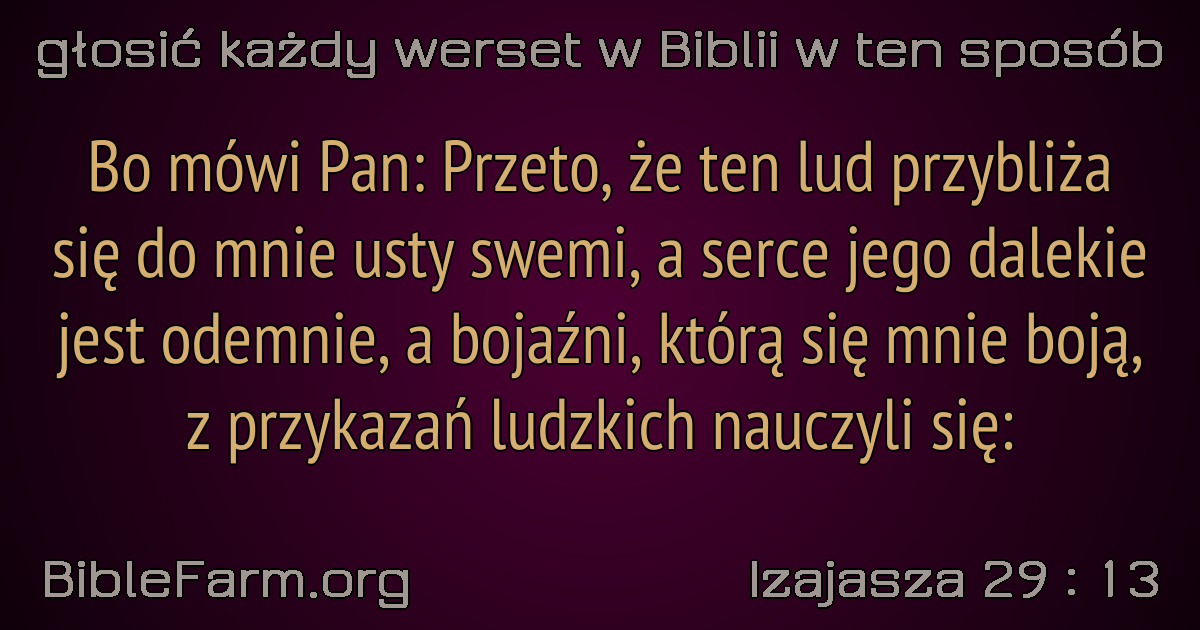 głosić każdy werset w Biblii w ten sposób
Bo mówi Pan: Przeto, że ten lud przybliża
się do mnie usty swemi, a serce jego dalekie
jest odemnie, a bojaźni, którą się mnie boją,
z przykazań ludzkich nauczyli się:
BibleFarm.org
Izajasza 29 : 13